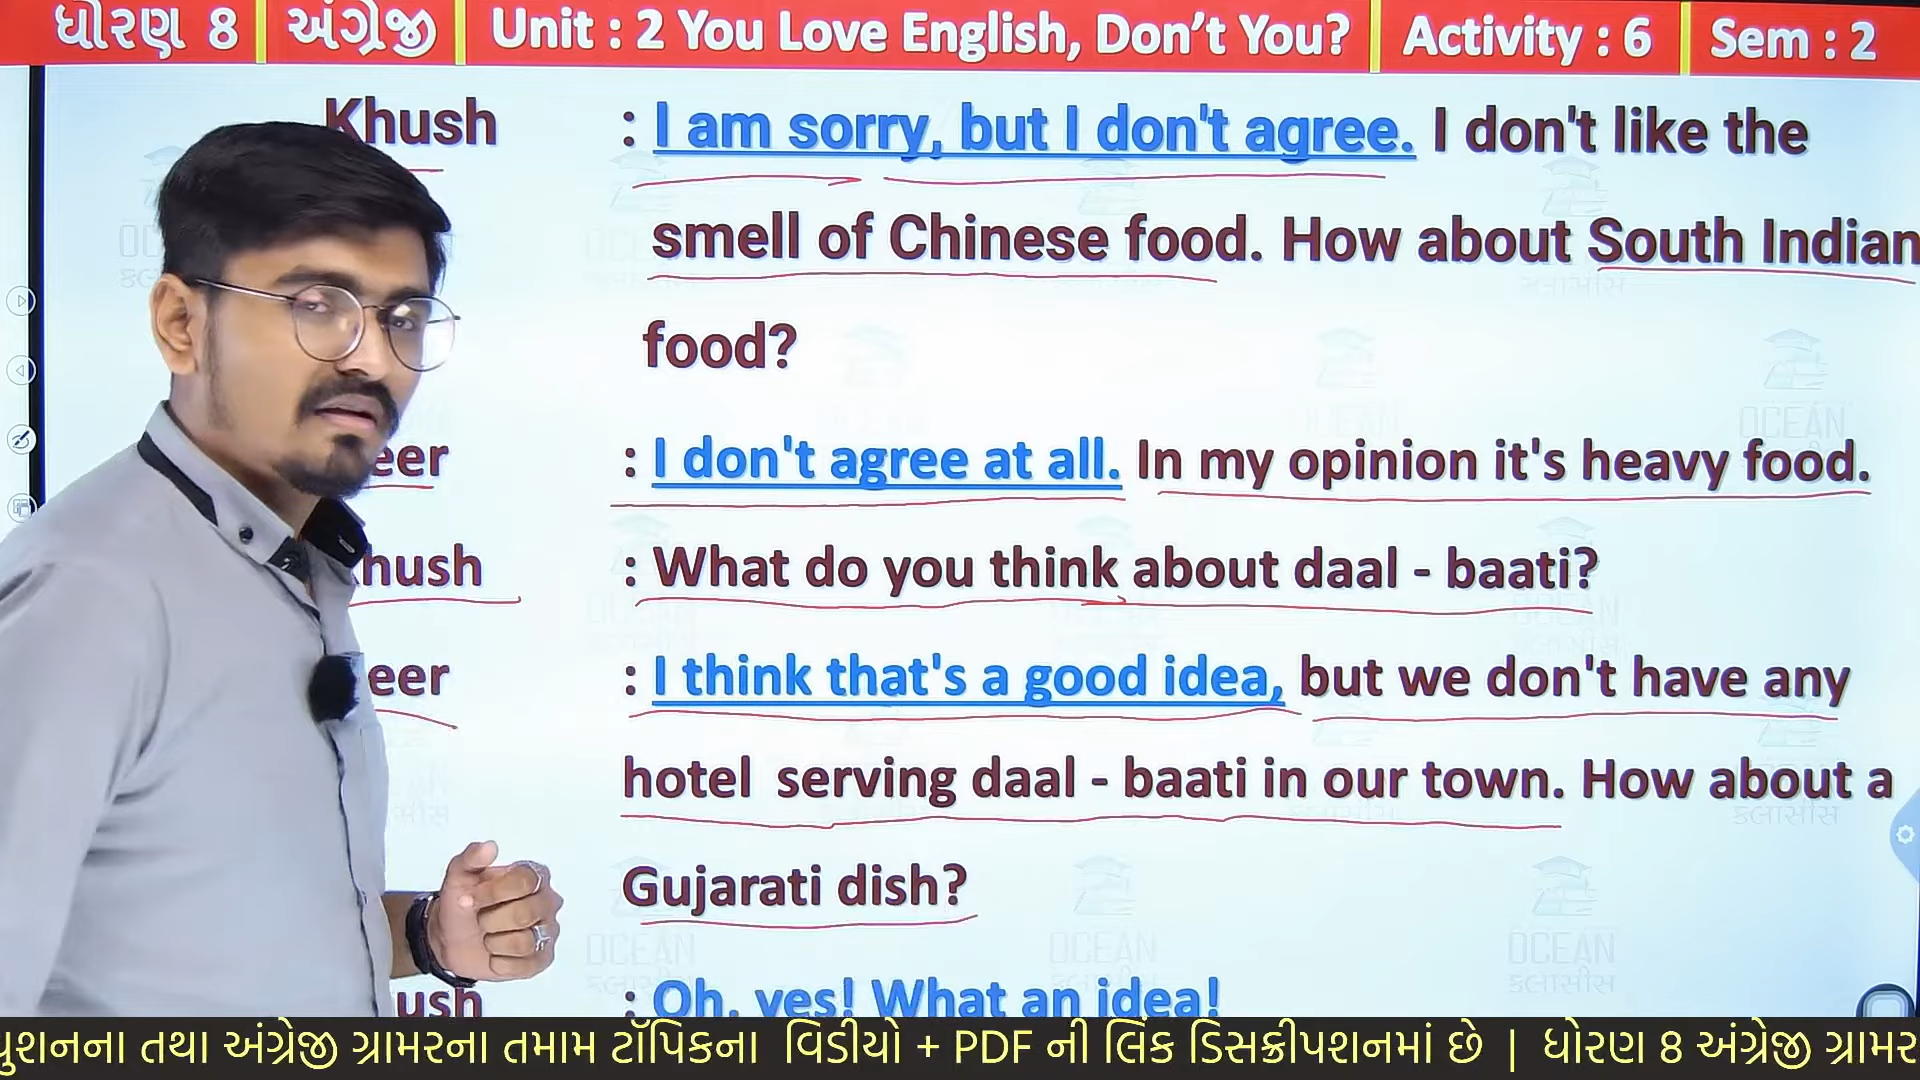 ધોરણ 8 અંગ્રેજી Unit : 2 You Love English, Don’t You? Activity : 6 Sem : 2
Khush : I am sorry, but I don't agree. I don't like the
smell of Chinese food. How about South Indian
food?
eer : I don't agree at all. In my opinion it's heavy food.
Khush : What do you think about daal - baati?
eer : I think that's a good idea, but we don't have any
hotel serving daal - baati in our town. How about a
Gujarati dish?
ush : Oh, yes! What an idea!
OCEAN
ક્લાસીસ
યુશનના તથા અંગ્રેજી ગ્રામરના તમામ ટૉપિકના વિડીયો + PDF ની લિંક ડિસક્રીપશનમાં છે | ધોરણ 8 અંગ્રેજી ગ્રામર